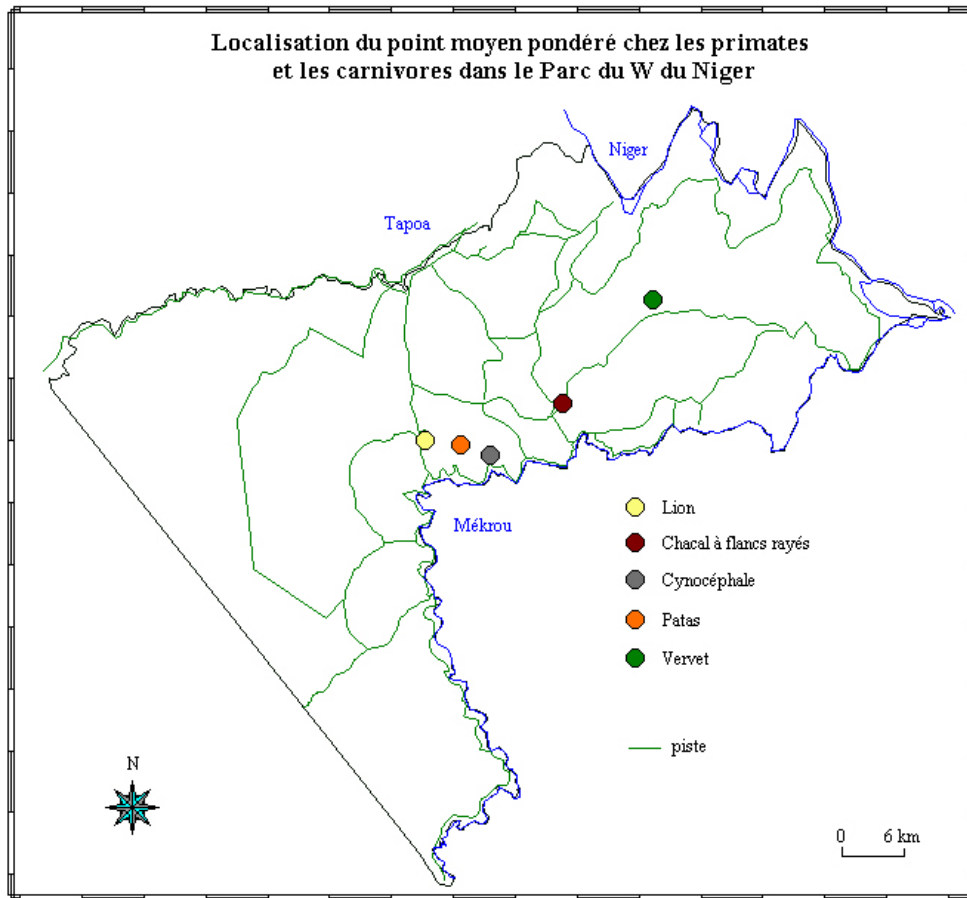 Localisation du point moyen pondéré chez les primates
et les carnivores dans le Parc du W du Niger
Niger
Tapoa
Mékrou
Lion
Chacal à flancs rayés
Cynocéphale
Patas
Vervet
piste
N
0 6 km